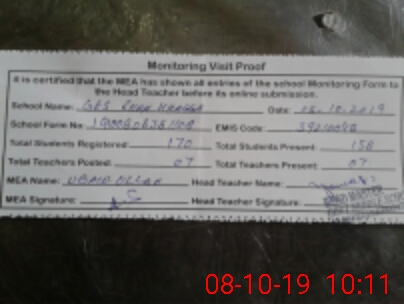 Monitoring Visit Proof
It is certified that the MEA has shown all entries of the school Monitoring Form to
the Head Teacher before its online submission.
School Name: GPS Date: 10.2019
School Form No: EMIS Code:
Total Students Registered: 170 Total Students Present: 158
Total Teachers Posted: 07 Total Teachers Present: 07
MEA Name: UBAID ULLAH Head Teacher Name:
MEA Signature: Head Teacher Signature:
08-10-19 10:11